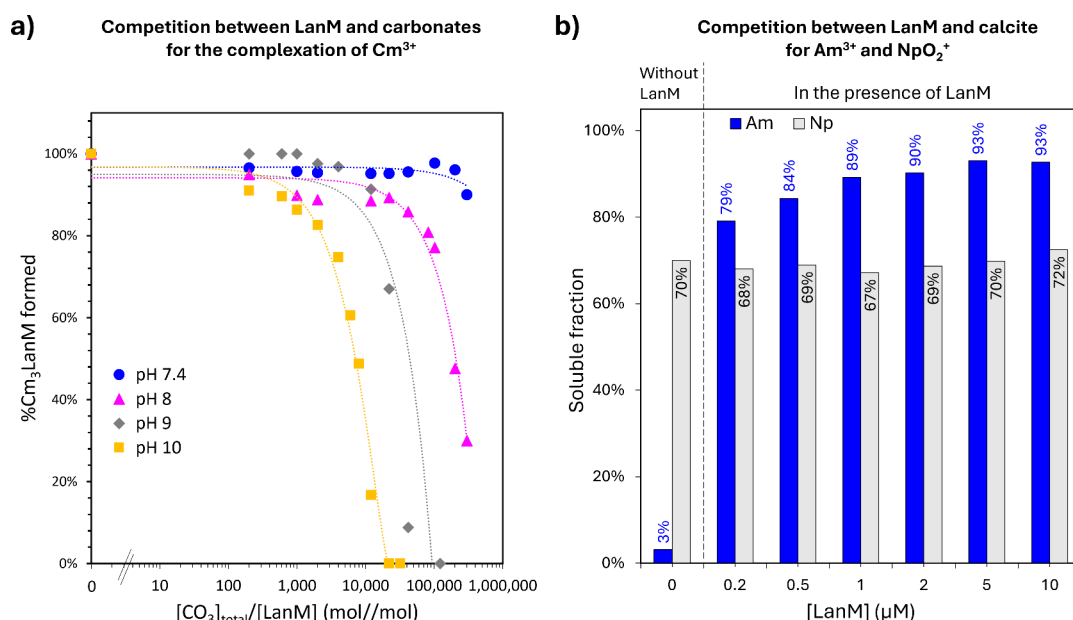 a)
Competition between LanM and carbonates
for the complexation of Cm³⁺
%Cm₃LanM formed
100%
80%
60%
40%
20%
0%
pH 7.4
pH 8
pH 9
pH 10
0
10
100
1,000
10,000
100,000
1,000,000
[CO₃]total/[LanM] (mol//mol)
b)
Competition between LanM and calcite
for Am³⁺ and NpO₂⁺
Without
LanM
In the presence of LanM
Am
Np
Soluble fraction
100%
80%
60%
40%
20%
0%
3%
70%
79%
68%
84%
69%
89%
67%
90%
69%
93%
70%
93%
72%
0
0.2
0.5
1
2
5
10
[LanM] (µM)